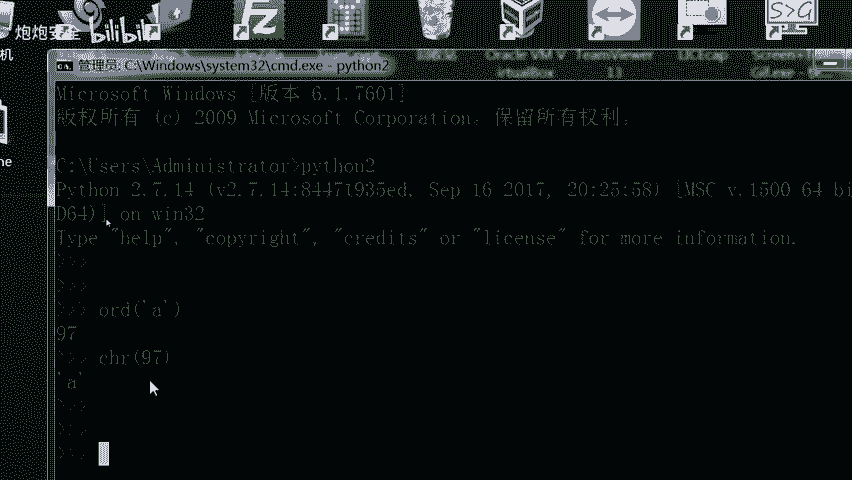 炮炮安全 bilibili
机
S>G
Oracle VM V TeamViewer
VirtualBox 13
ne
管理员: C:\Windows\system32\cmd.exe - python2
Microsoft Windows [版本 6.1.7601]
版权所有 (c) 2009 Microsoft Corporation。保留所有权利。
C:\Users\Administrator>python2
Python 2.7.14 (v2.7.14:84471935ed, Sep 16 2017, 20:25:58) [MSC v.1500 64 bi
D64)] on win32
Type "help", "copyright", "credits" or "license" for more information.
>>>
>>>
>>> ord('a')
97
>>> chr(97)
'a'
>>>
>>>
>>>